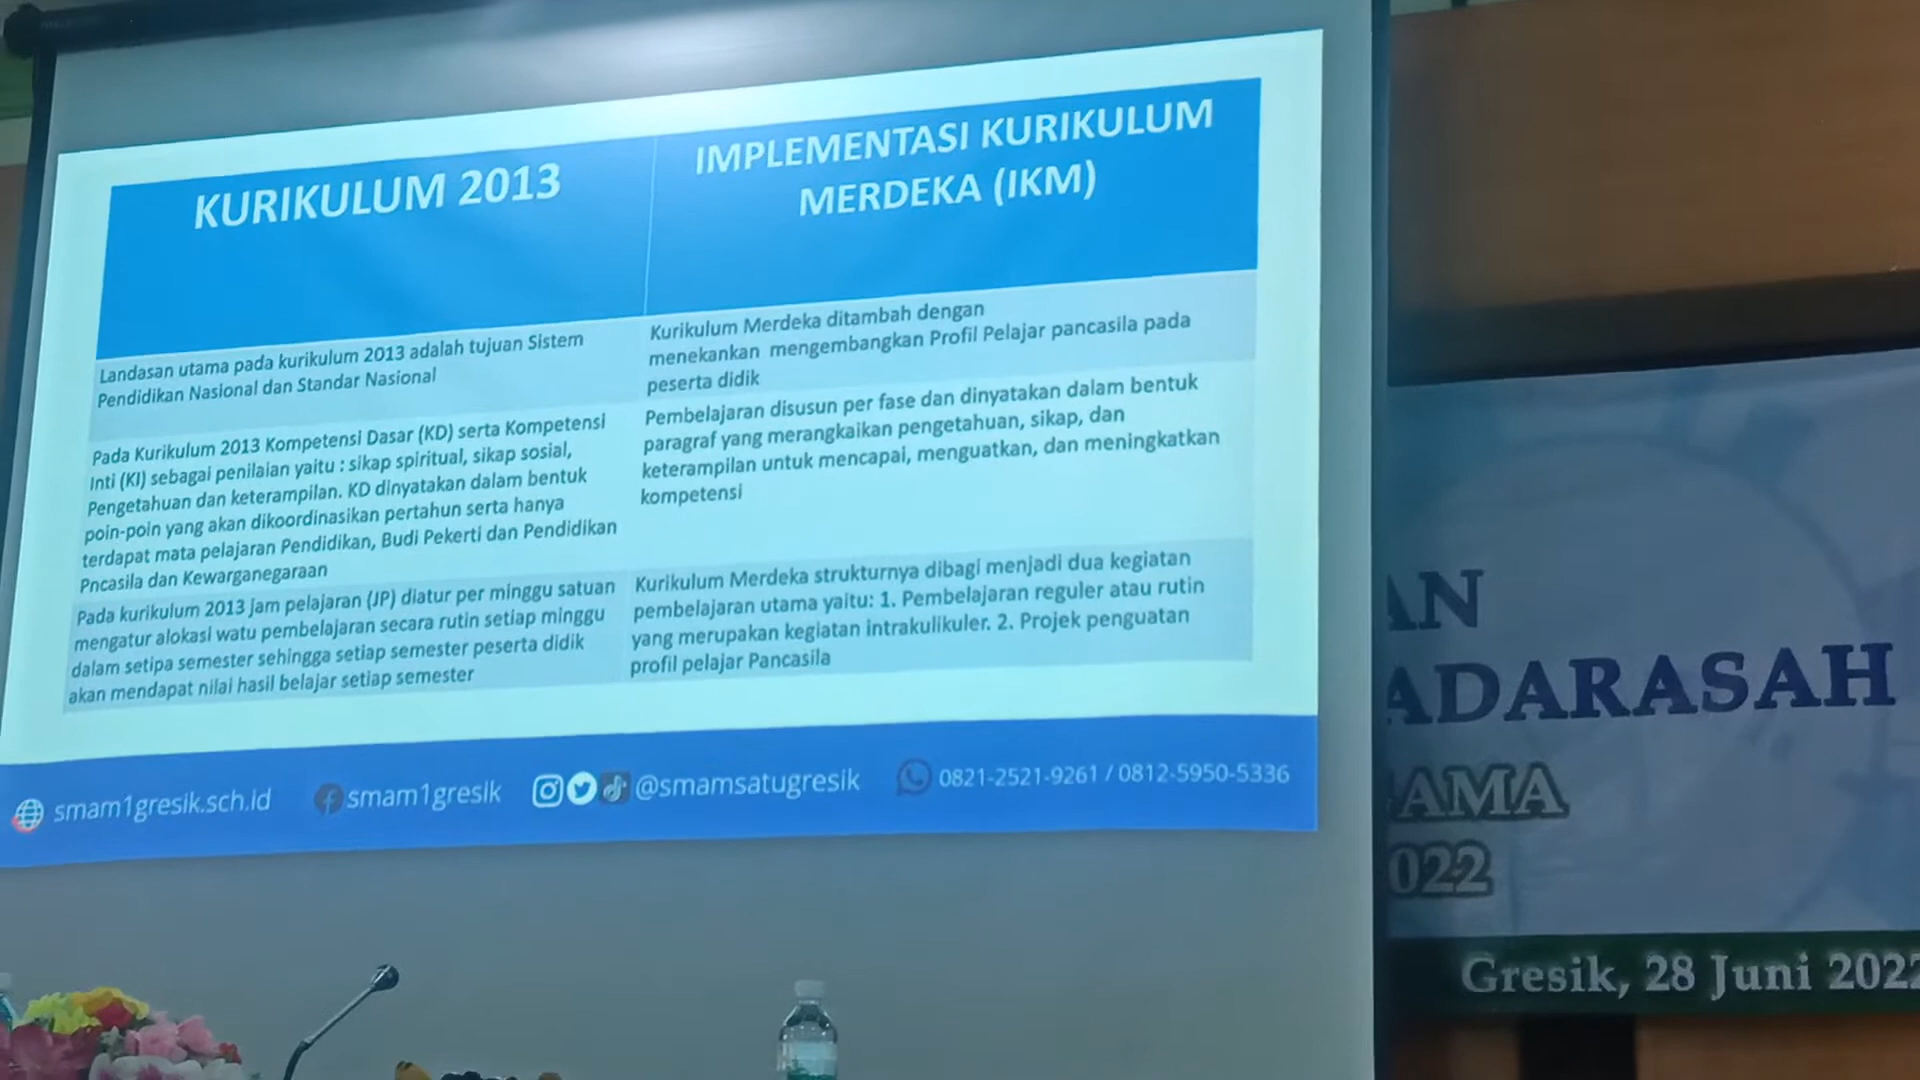 KURIKULUM 2013
IMPLEMENTASI KURIKULUM
MERDEKA (IKM)
Landasan utama pada kurikulum 2013 adalah tujuan Sistem
Pendidikan Nasional dan Standar Nasional
Kurikulum Merdeka ditambah dengan
menekankan mengembangkan Profil Pelajar pancasila pada
peserta didik
Pada Kurikulum 2013 Kompetensi Dasar (KD) serta Kompetensi
Inti (KI) sebagai penilaian yaitu : sikap spiritual, sikap sosial,
Pengetahuan dan keterampilan. KD dinyatakan dalam bentuk
poin-poin yang akan dikoordinasikan pertahun serta hanya
terdapat mata pelajaran Pendidikan, Budi Pekerti dan Pendidikan
Pncasila dan Kewarganegaraan
Pembelajaran disusun per fase dan dinyatakan dalam bentuk
paragraf yang merangkaikan pengetahuan, sikap, dan
keterampilan untuk mencapai, menguatkan, dan meningkatkan
kompetensi
Pada kurikulum 2013 jam pelajaran (JP) diatur per minggu satuan
mengatur alokasi watu pembelajaran secara rutin setiap minggu
dalam setipa semester sehingga setiap semester peserta didik
akan mendapat nilai hasil belajar setiap semester
Kurikulum Merdeka strukturnya dibagi menjadi dua kegiatan
pembelajaran utama yaitu: 1. Pembelajaran reguler atau rutin
yang merupakan kegiatan intrakulikuler. 2. Projek penguatan
profil pelajar Pancasila
smam1gresik.sch.id smam1gresik @smamsatugresik 0821-2521-9261 / 0812-5950-5336
AN
ADARASAH
AMA
022
Gresik, 28 Juni 2022